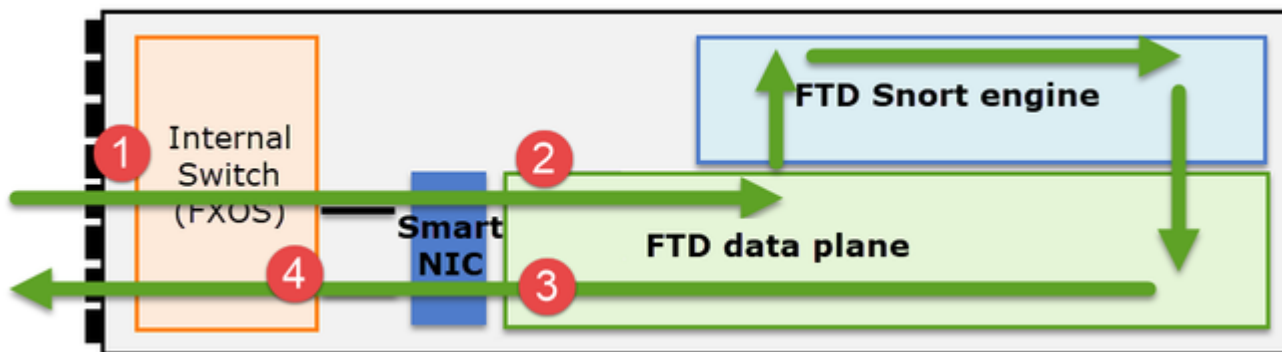 FTD Snort engine
1
Internal
Switch
(FXOS)
2
Smart
NIC
FTD data plane
4
3